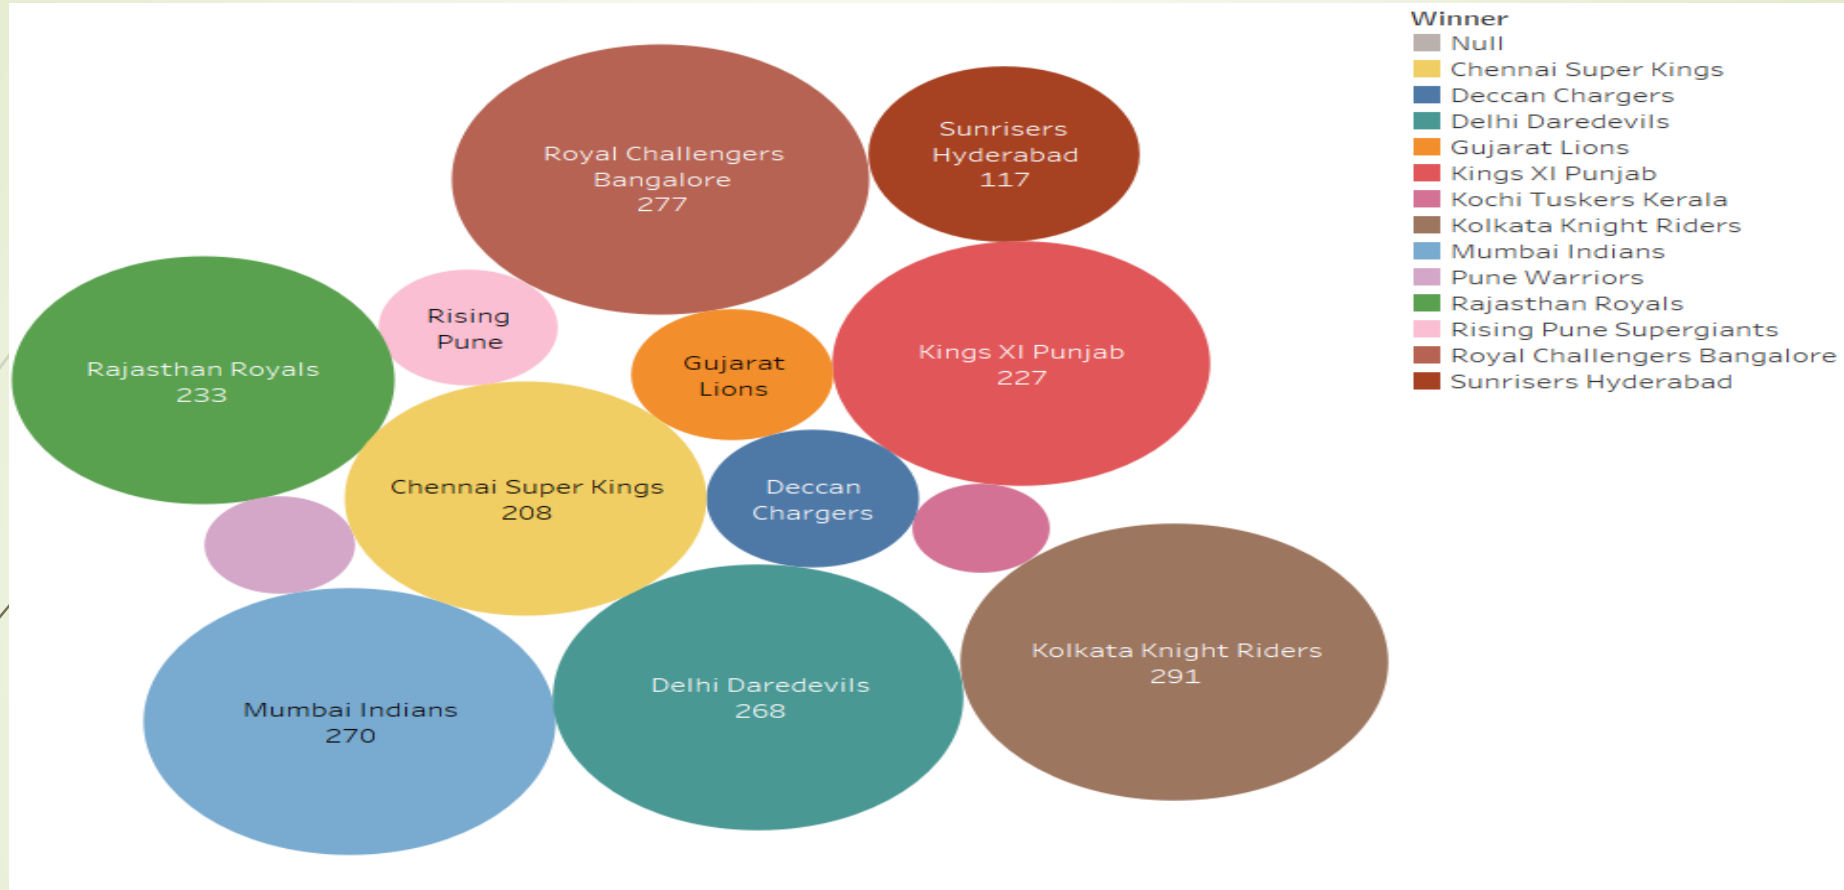 Royal Challengers
Bangalore
277
Sunrisers
Hyderabad
117
Rajasthan Royals
233
Rising
Pune
Gujarat
Lions
Kings XI Punjab
227
Chennai Super Kings
208
Deccan
Chargers
Mumbai Indians
270
Delhi Daredevils
268
Kolkata Knight Riders
291
Winner
Null
Chennai Super Kings
Deccan Chargers
Delhi Daredevils
Gujarat Lions
Kings XI Punjab
Kochi Tuskers Kerala
Kolkata Knight Riders
Mumbai Indians
Pune Warriors
Rajasthan Royals
Rising Pune Supergiants
Royal Challengers Bangalore
Sunrisers Hyderabad